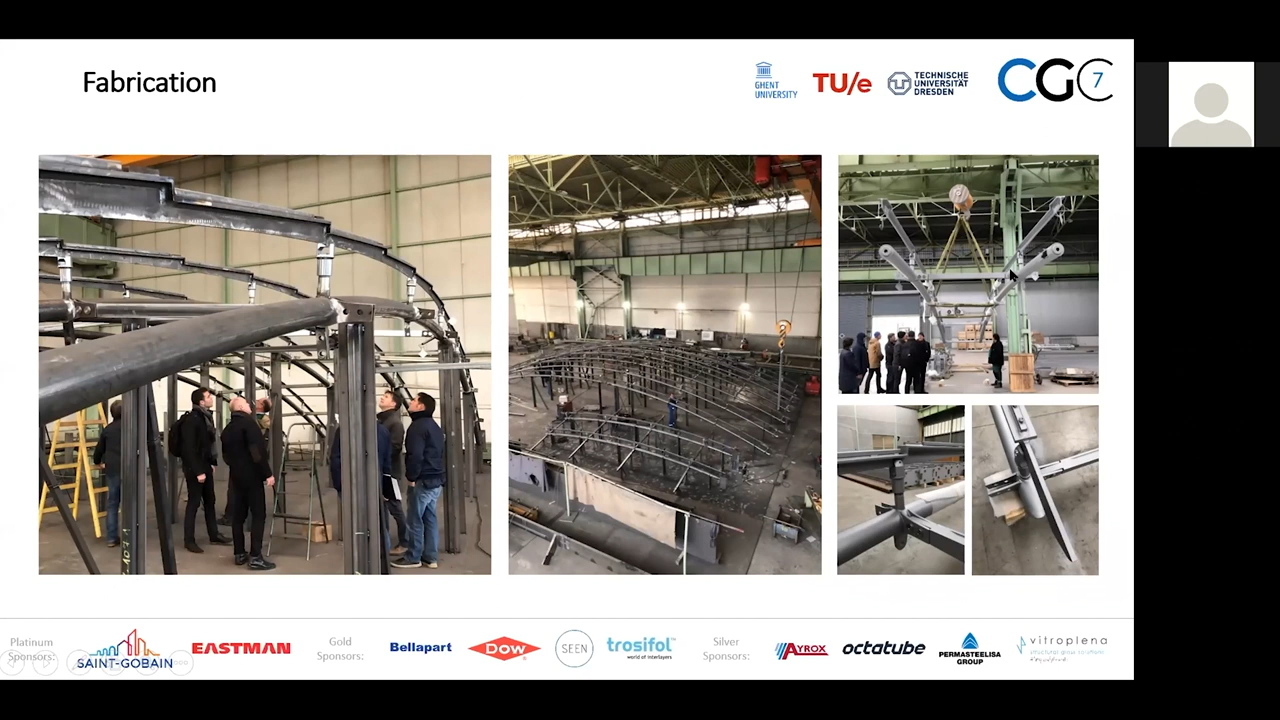 Fabrication
GHENT
UNIVERSITY
TU/e
TECHNISCHE
UNIVERSITÄT
DRESDEN
CGC 7
Platinum
Sponsors:
SAINT-GOBAIN
EASTMAN
Gold
Sponsors:
Bellapart
Dow
SEEN
trosifol™
world of interlayers
Silver
Sponsors:
AYROX
octatube
PERMASTEELISA
GROUP
vitroplena
structural glass solutions